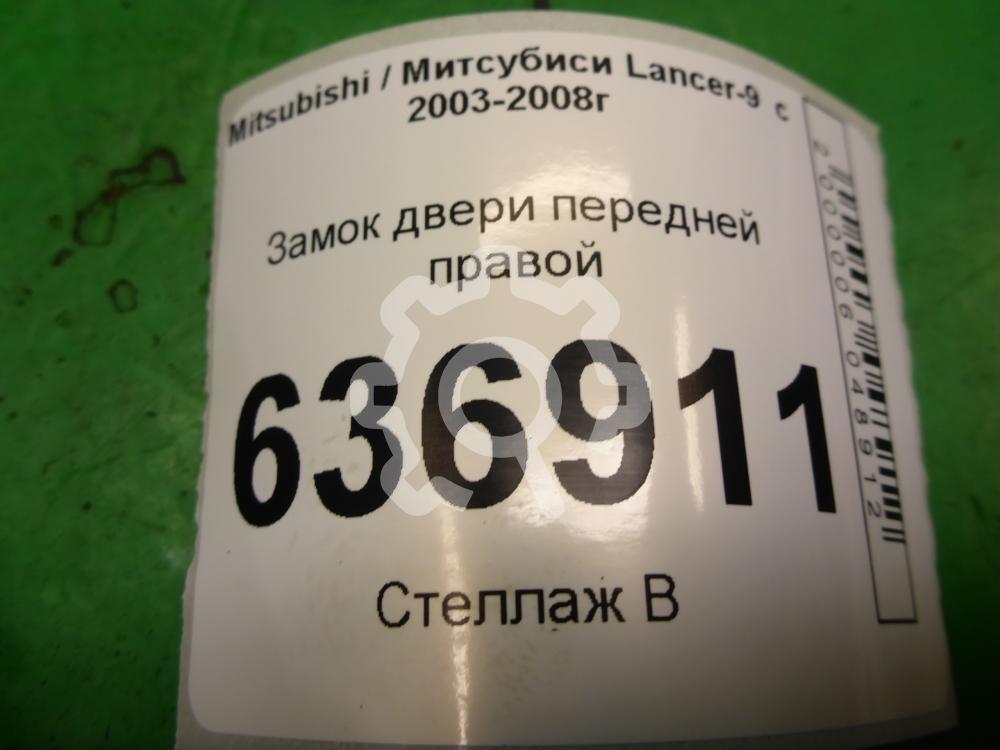 Mitsubishi / Митсубиси Lancer-9 с
2003-2008г
Замок двери передней
правой
636911
Стеллаж В
2000006048912